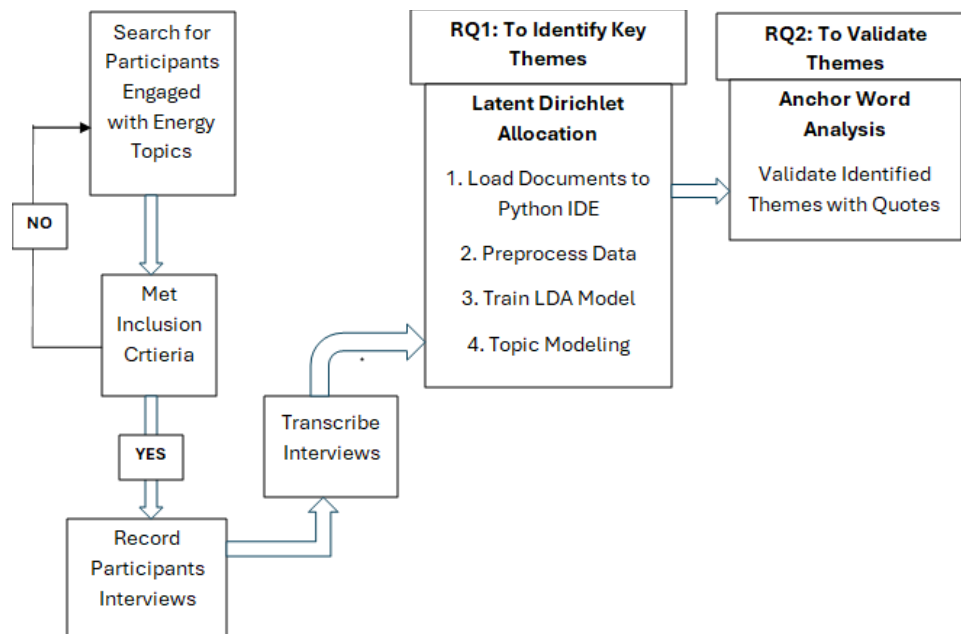 Search for
Participants
Engaged
with Energy
Topics
NO
Met
Inclusion
Crtieria
YES
Record
Participants
Interviews
Transcribe
Interviews
RQ1: To Identify Key
Themes
Latent Dirichlet
Allocation
1. Load Documents to
Python IDE
2. Preprocess Data
3. Train LDA Model
4. Topic Modeling
RQ2: To Validate
Themes
Anchor Word
Analysis
Validate Identified
Themes with Quotes